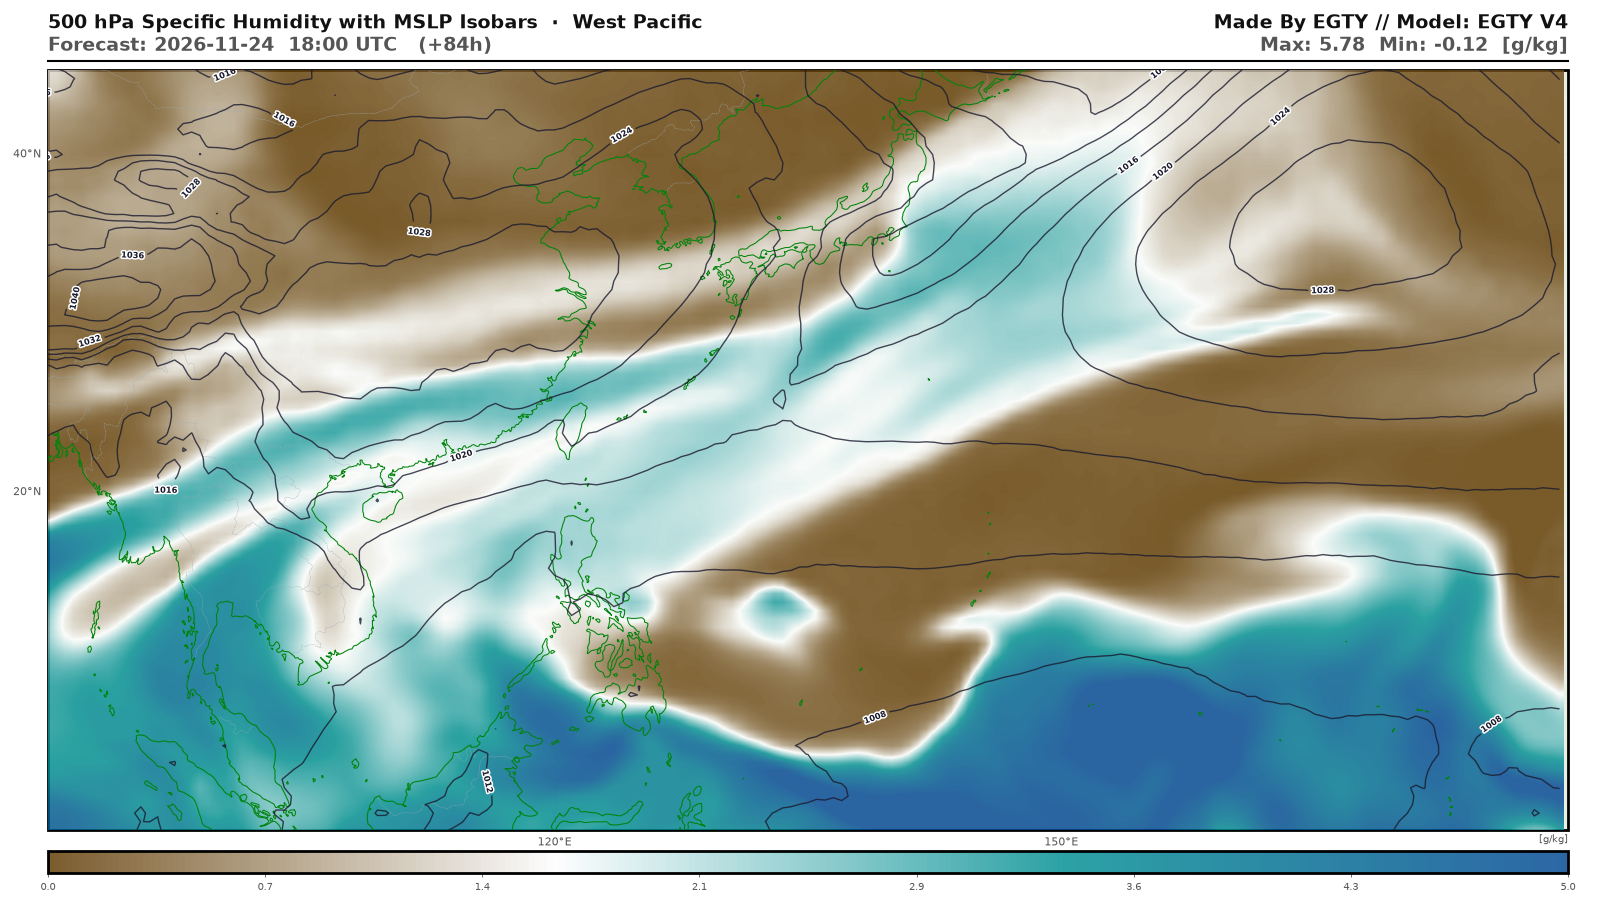 500 hPa Specific Humidity with MSLP Isobars · West Pacific
Made By EGTY // Model: EGTY V4
Forecast: 2026-11-24 18:00 UTC (+84h)
Max: 5.78 Min: -0.12 [g/kg]
1016
1016
1024
1024
40°N
1016
1020
1028
1028
1036
1028
1040
1032
1020
1016
20°N
1008
1008
1012
120°E
150°E
[g/kg]
0.0 0.7 1.4 2.1 2.9 3.6 4.3 5.0